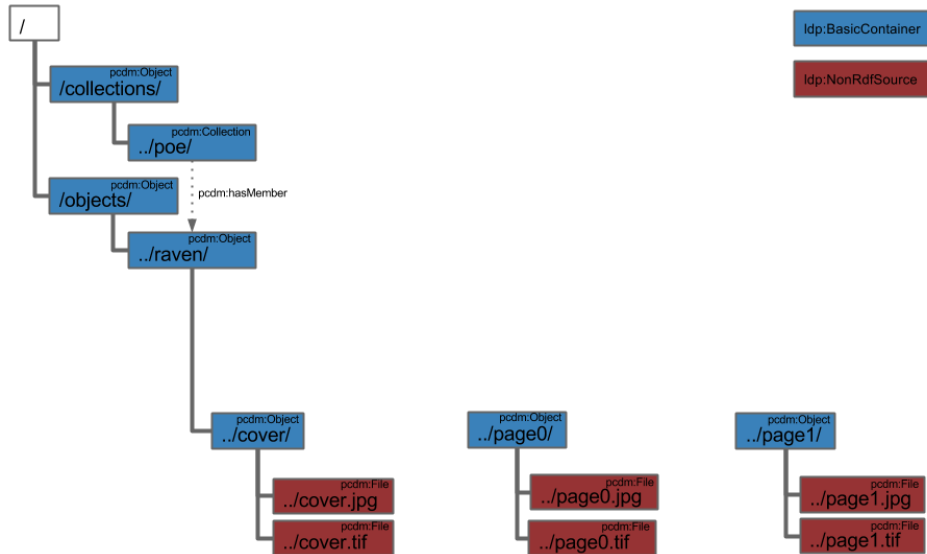 /
ldp:BasicContainer
pcdm:Object
/collections/
ldp:NonRdfSource
pcdm:Collection
../poe/
pcdm:Object
/objects/
pcdm:hasMember
pcdm:Object
../raven/
pcdm:Object
../cover/
pcdm:File
../cover.jpg
pcdm:File
../cover.tif
pcdm:Object
../page0/
pcdm:File
../page0.jpg
pcdm:File
../page0.tif
pcdm:Object
../page1/
pcdm:File
../page1.jpg
pcdm:File
../page1.tif